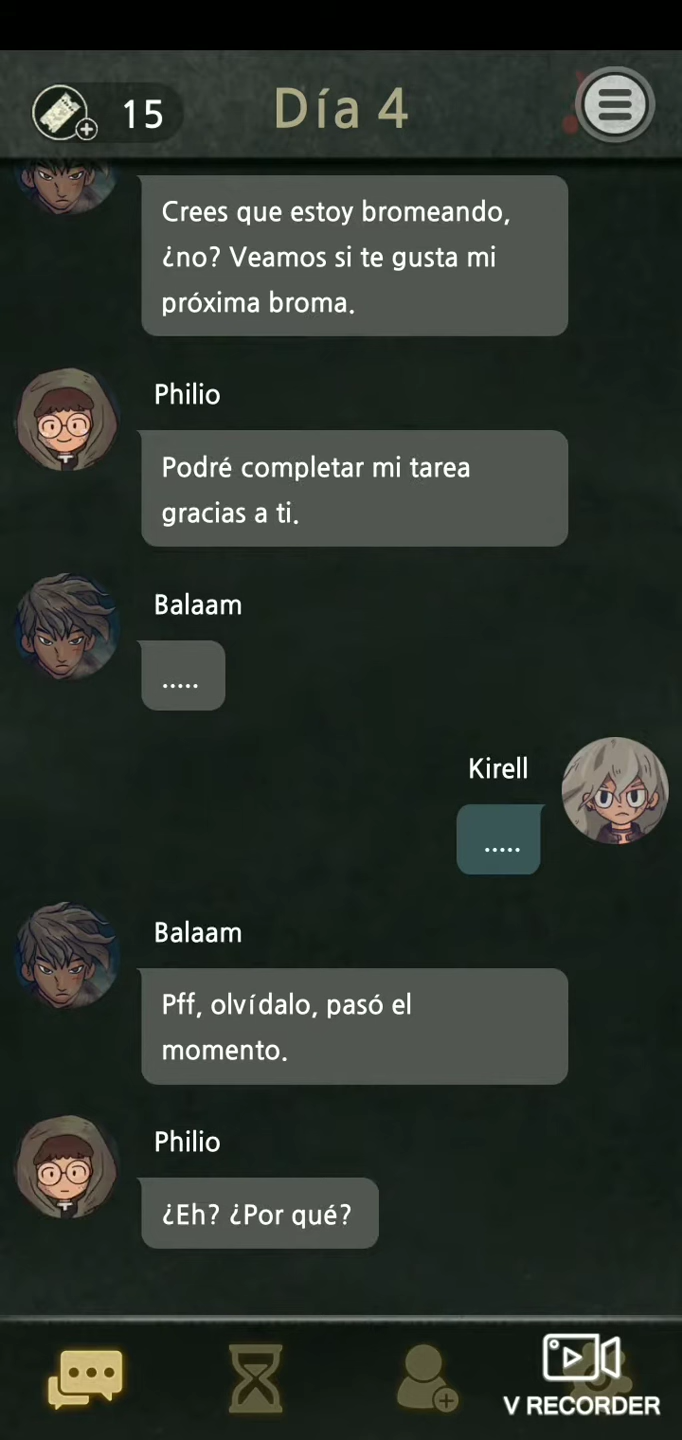 15
Día 4
Crees que estoy bromeando,
¿no? Veamos si te gusta mi
próxima broma.
Philio
Podré completar mi tarea
gracias a ti.
Balaam
.....
Kirell
.....
Balaam
Pff, olvídalo, pasó el
momento.
Philio
¿Eh? ¿Por qué?
V RECORDER